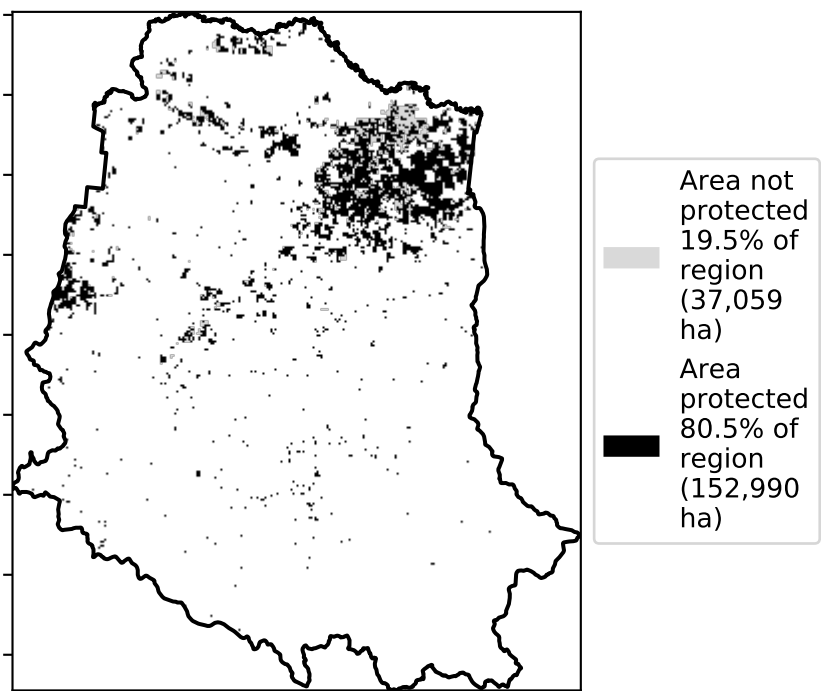 Area not
protected
19.5% of
region
(37,059
ha)
Area
protected
80.5% of
region
(152,990
ha)